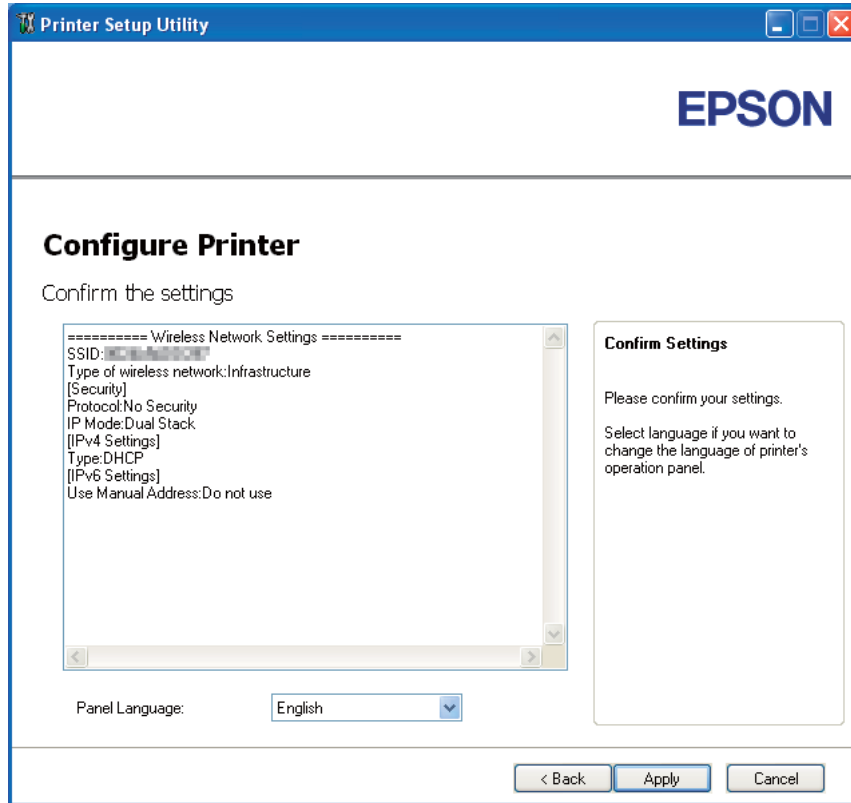 Printer Setup Utility
EPSON
Configure Printer
Confirm the settings
========== Wireless Network Settings ==========
SSID:
Type of wireless network:Infrastructure
[Security]
Protocol:No Security
IP Mode:Dual Stack
[IPv4 Settings]
Type:DHCP
[IPv6 Settings]
Use Manual Address:Do not use
Confirm Settings
Please confirm your settings.
Select language if you want to
change the language of printer's
operation panel.
Panel Language:
English
< Back
Apply
Cancel